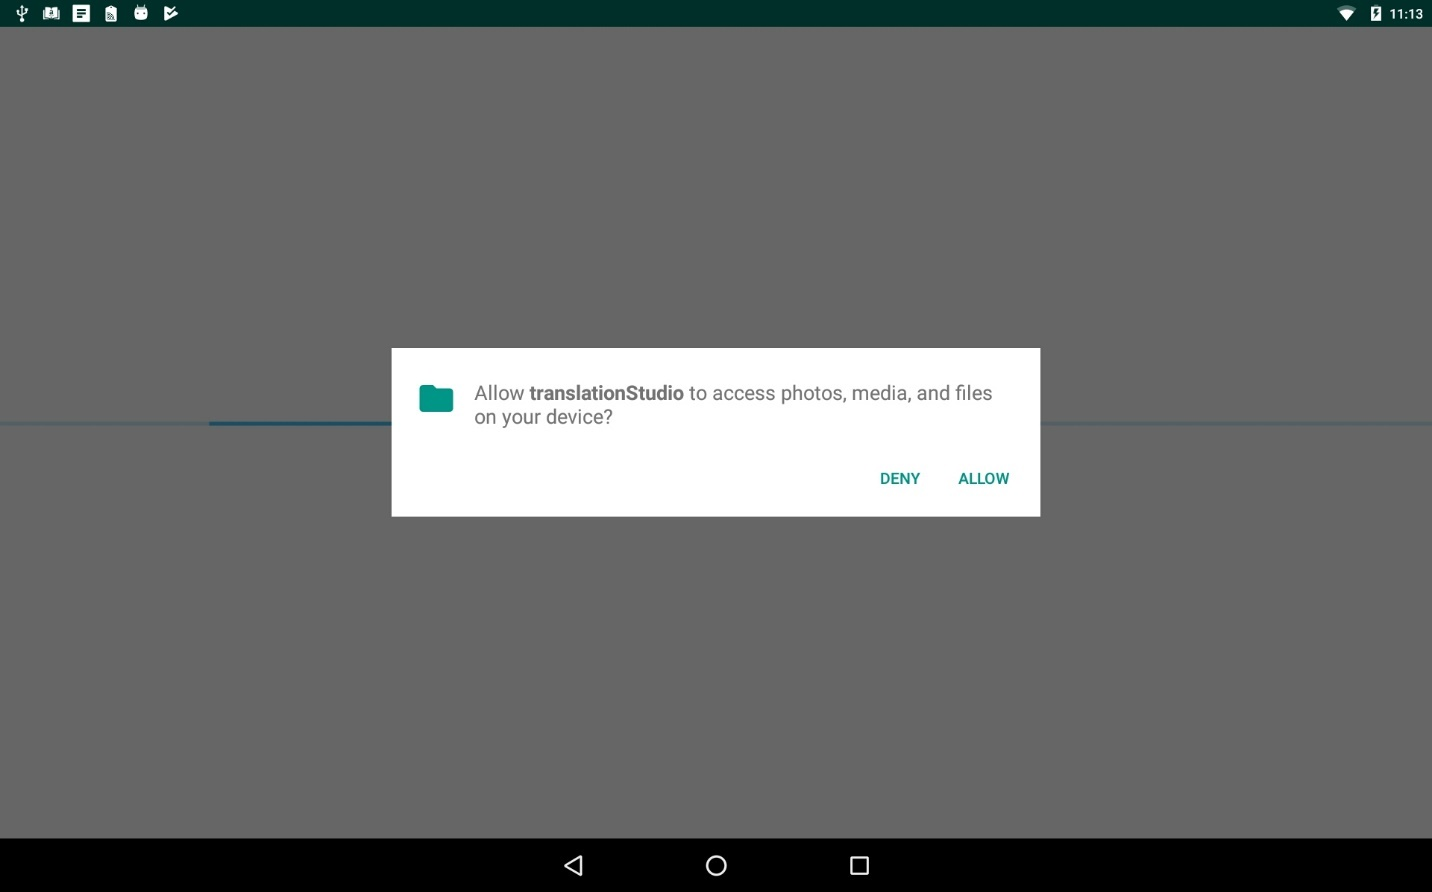 11:13
Allow translationStudio to access photos, media, and files
on your device?
DENY ALLOW